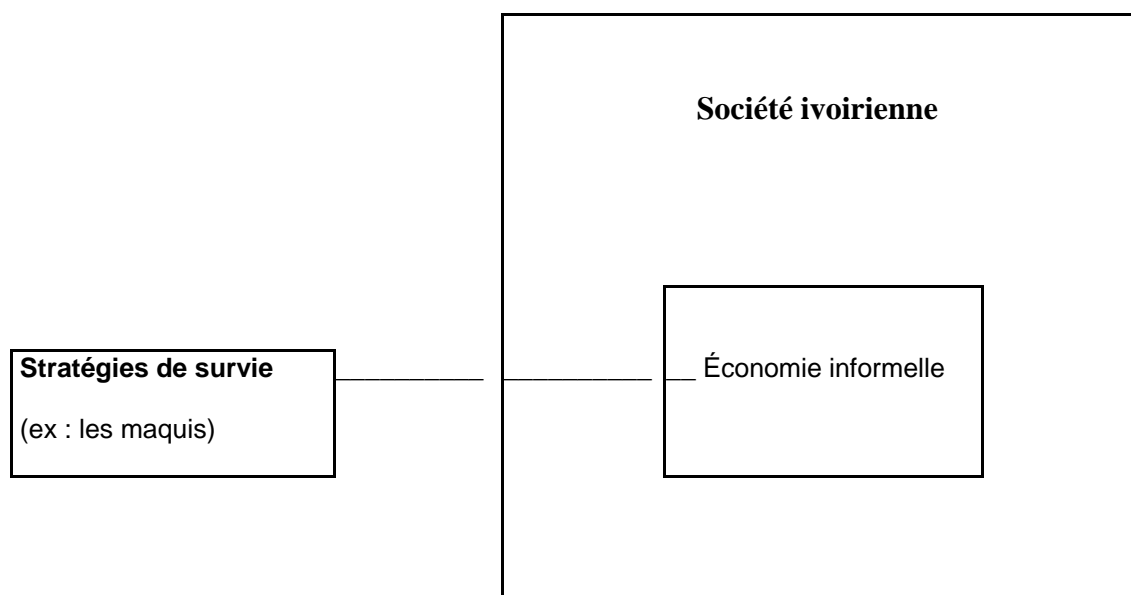 Société ivoirienne
Stratégies de survie
(ex : les maquis)
Économie informelle